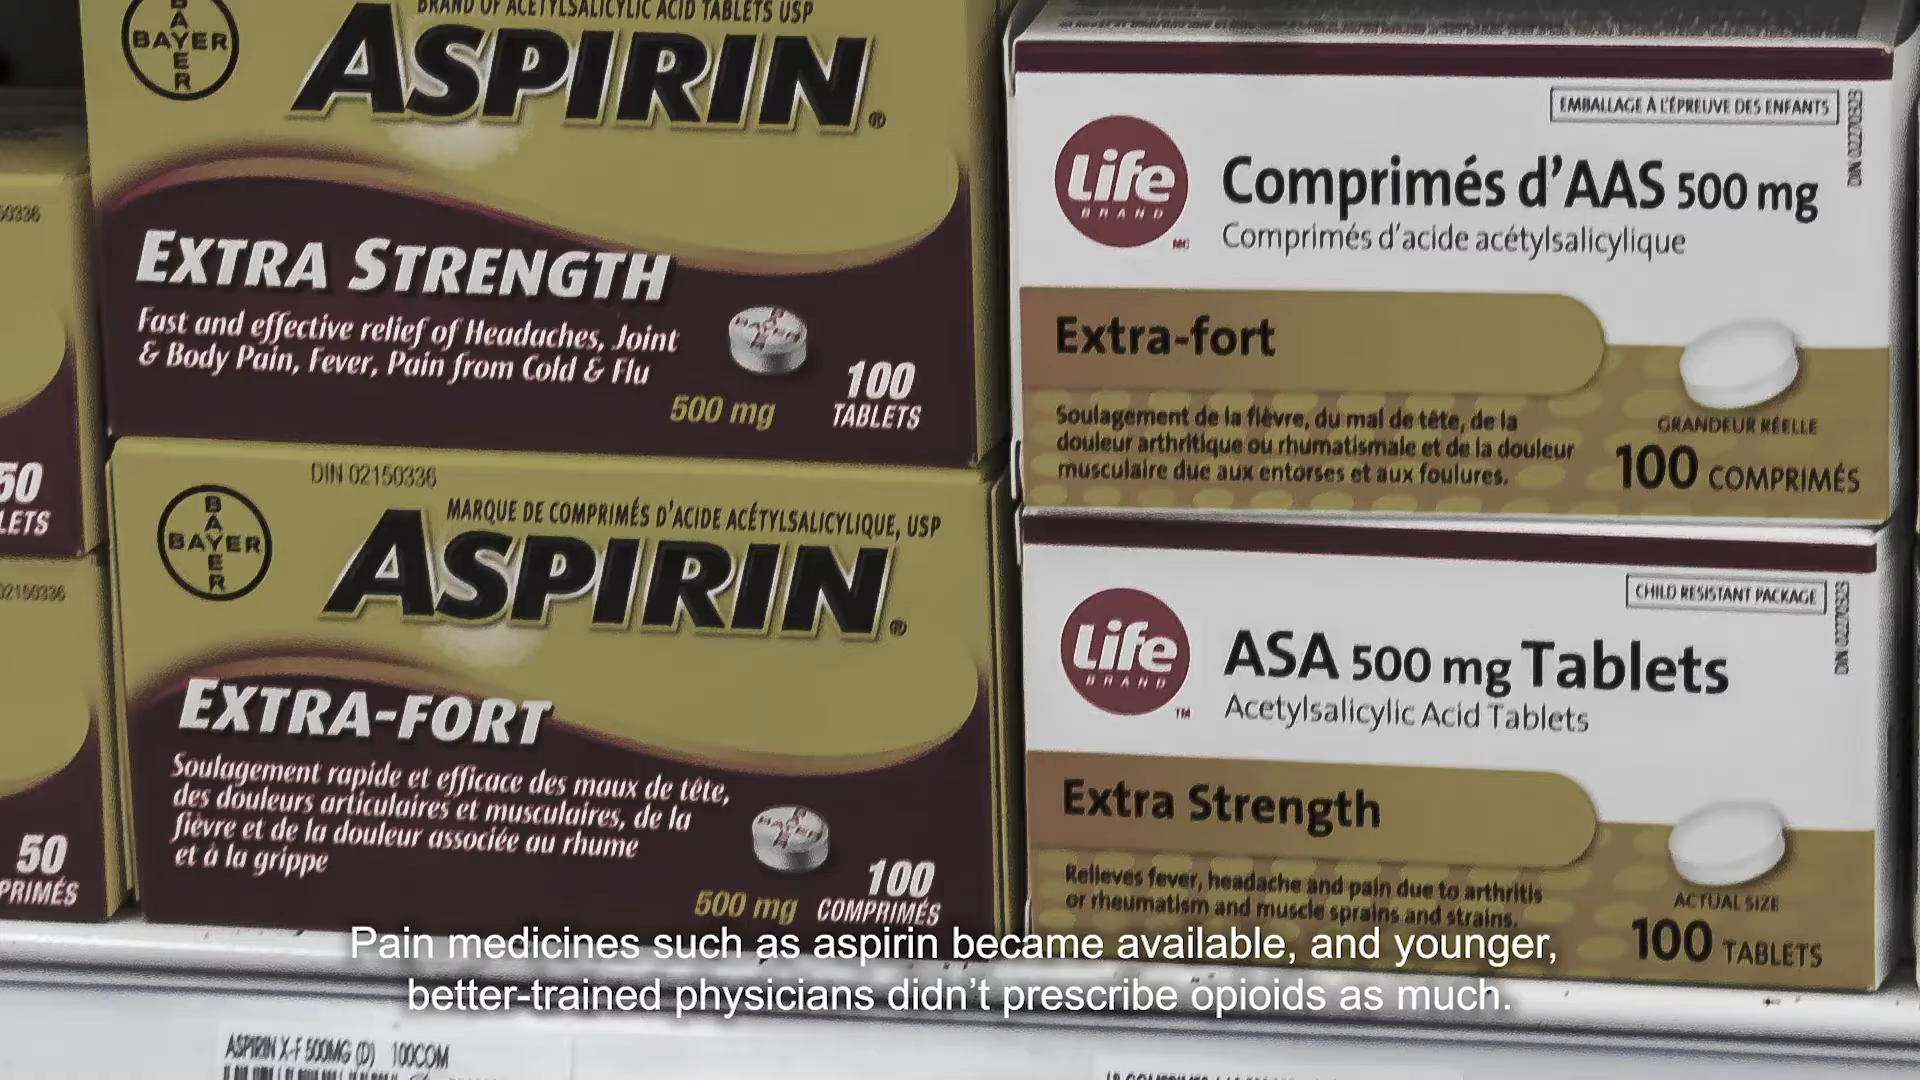 BRAND OF ACETYLSALICYLIC ACID TABLETS USP
BAYER
BAYER
ASPIRIN®
EXTRA STRENGTH
Fast and effective relief of Headaches, Joint
& Body Pain, Fever, Pain from Cold & Flu
500 mg
100
TABLETS
EMBALLAGE À L'ÉPREUVE DES ENFANTS
Life
BRAND
MC
Comprimés d'AAS 500 mg
Comprimés d'acide acétylsalicylique
Extra-fort
Soulagement de la fièvre, du mal de tête, de la
douleur arthritique ou rhumatismale et de la douleur
musculaire due aux entorses et aux foulures.
GRANDEUR RÉELLE
100 COMPRIMÉS
50336
50
LETS
DIN 02150336
MARQUE DE COMPRIMÉS D'ACIDE ACÉTYLSALICYLIQUE, USP
BAYER
BAYER
ASPIRIN®
EXTRA-FORT
Soulagement rapide et efficace des maux de tête,
des douleurs articulaires et musculaires, de la
fièvre et de la douleur associée au rhume
et à la grippe
500 mg
100
COMPRIMÉS
CHILD RESISTANT PACKAGE
Life
BRAND
TM
ASA 500 mg Tablets
Acetylsalicylic Acid Tablets
Extra Strength
Relieves fever, headache and pain due to arthritis
or rheumatism and muscle sprains and strains.
ACTUAL SIZE
100 TABLETS
02150336
50
PRIMÉS
Pain medicines such as aspirin became available, and younger,
better-trained physicians didn't prescribe opioids as much.
ASPIRIN X-F 500MG (D) 100COM